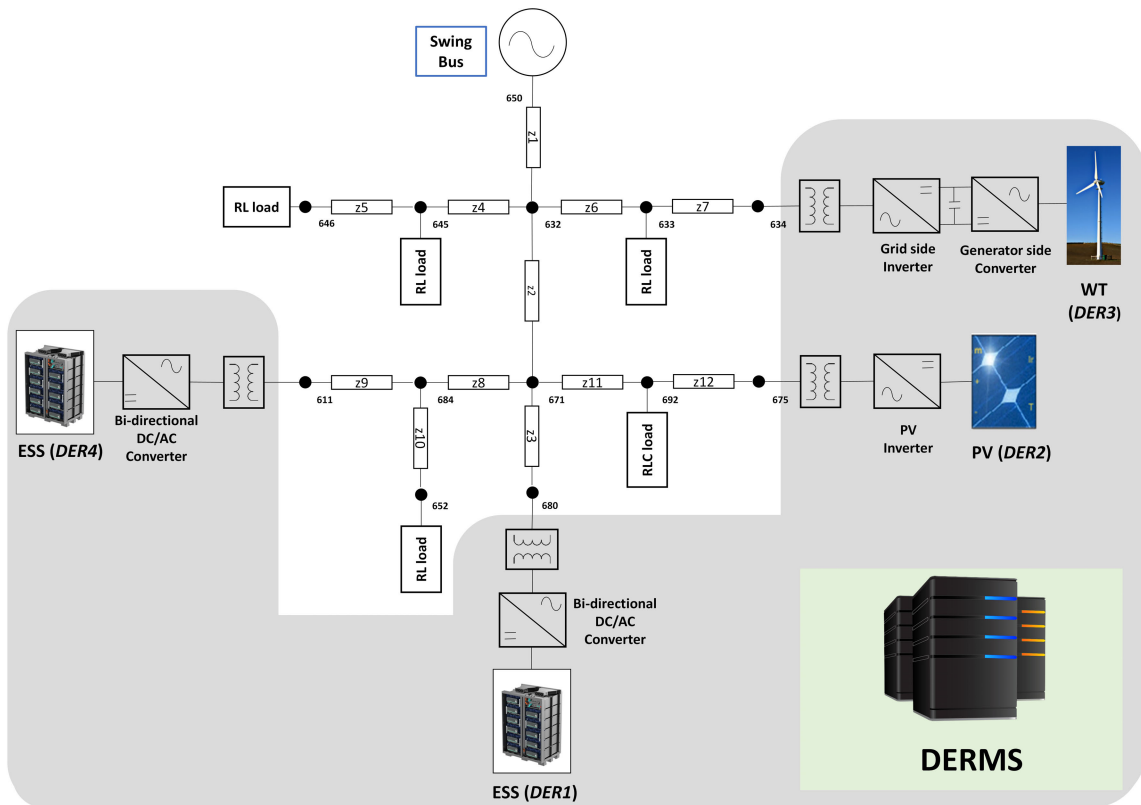 Swing
Bus
650
z1
RL load
z5
z4
z6
z7
646
645
632
633
634
RL load
RL load
Grid side
Inverter
Generator side
Converter
WT
(DER3)
z2
z9
z8
z11
z12
611
684
671
692
675
Bi-directional
DC/AC
Converter
ESS (DER4)
z10
z3
RLC load
PV
Inverter
PV (DER2)
652
680
RL load
Bi-directional
DC/AC
Converter
ESS (DER1)
DERMS